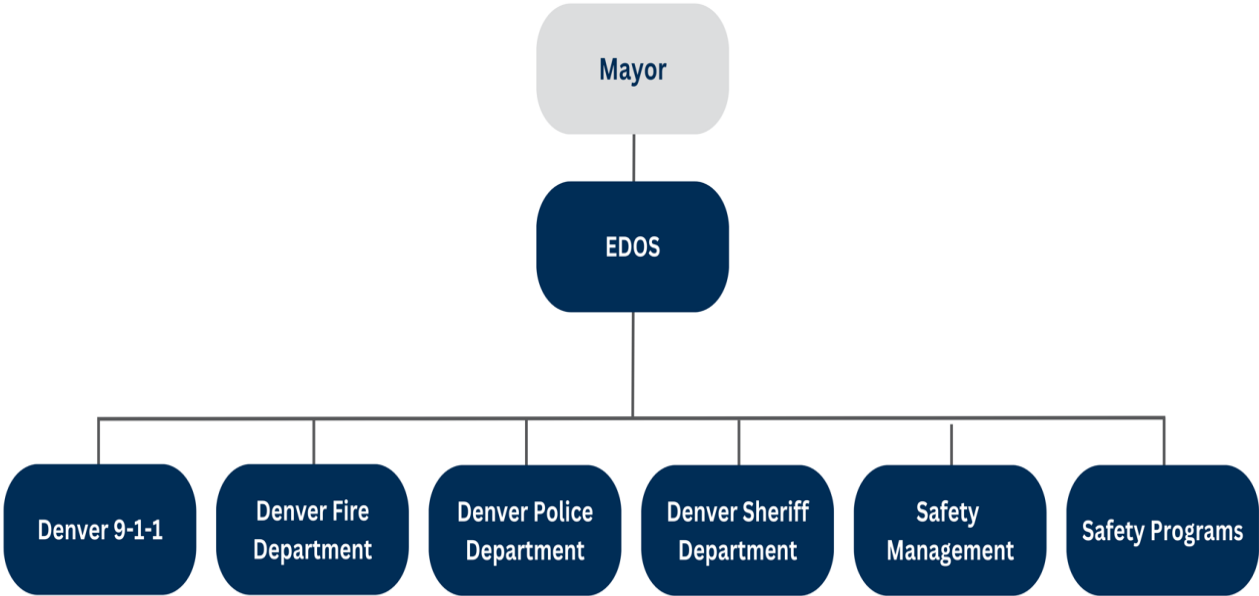 Mayor
EDOS
Denver 9-1-1
Denver Fire
Department
Denver Police
Department
Denver Sheriff
Department
Safety
Management
Safety Programs